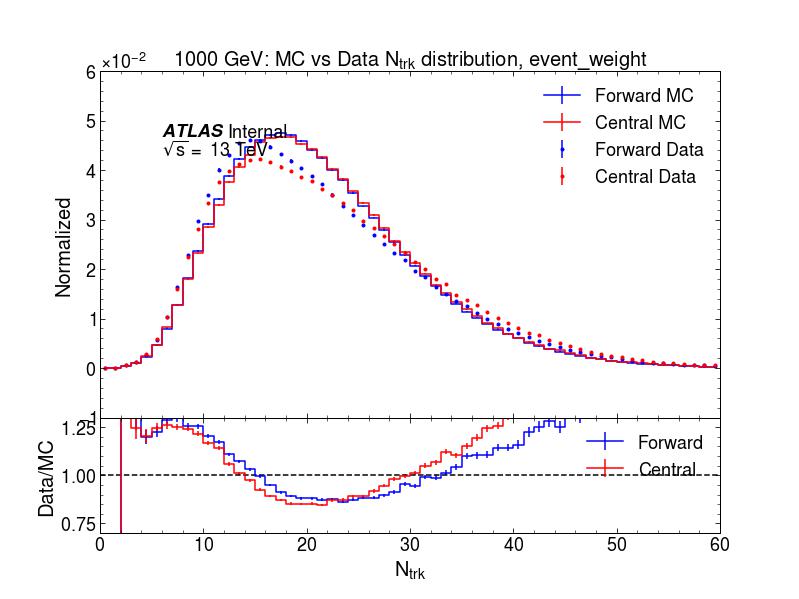 ×10⁻² 1000 GeV: MC vs Data Nₜᵣₖ distribution, event_weight
6
5
4
3
2
1
0
1
Normalized
ATLAS Internal
√s = 13 TeV
Forward MC
Central MC
Forward Data
Central Data
1.25
1.00
0.75
Data/MC
Forward
Central
0 10 20 30 40 50 60
Nₜᵣₖ